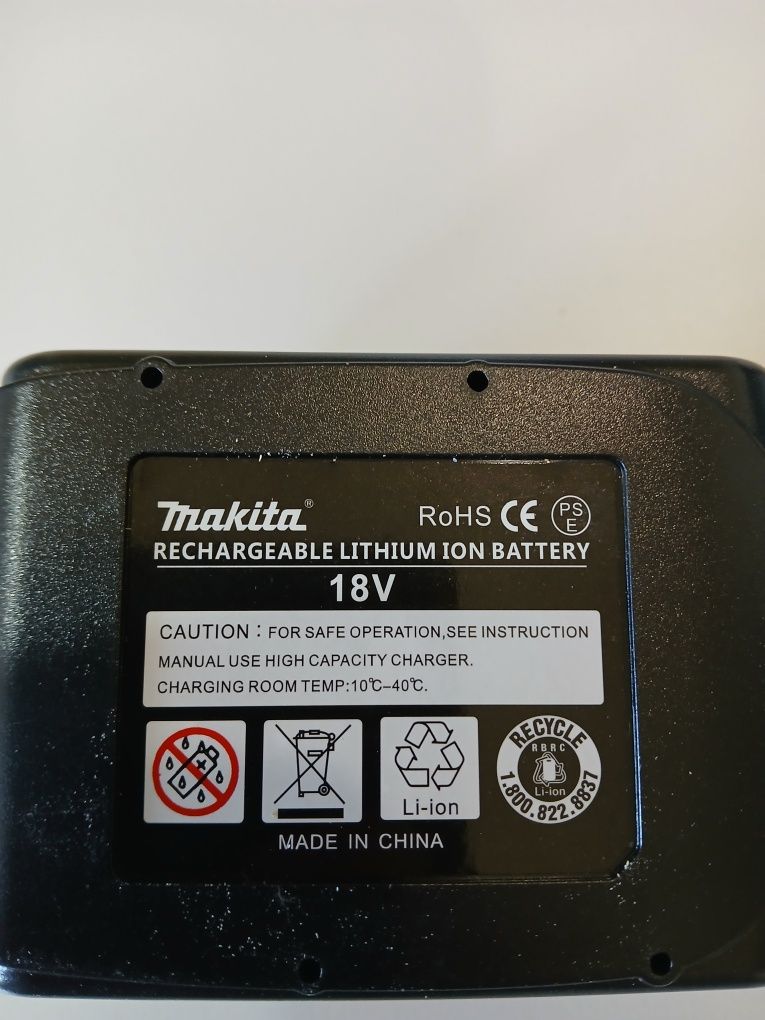 Makita® RoHS CE PS E
RECHARGEABLE LITHIUM ION BATTERY
18V
CAUTION : FOR SAFE OPERATION,SEE INSTRUCTION
MANUAL USE HIGH CAPACITY CHARGER.
CHARGING ROOM TEMP:10℃–40℃.
RECYCLE
RBRC
Li-ion
Li-ion
1.800.822.8837
MADE IN CHINA